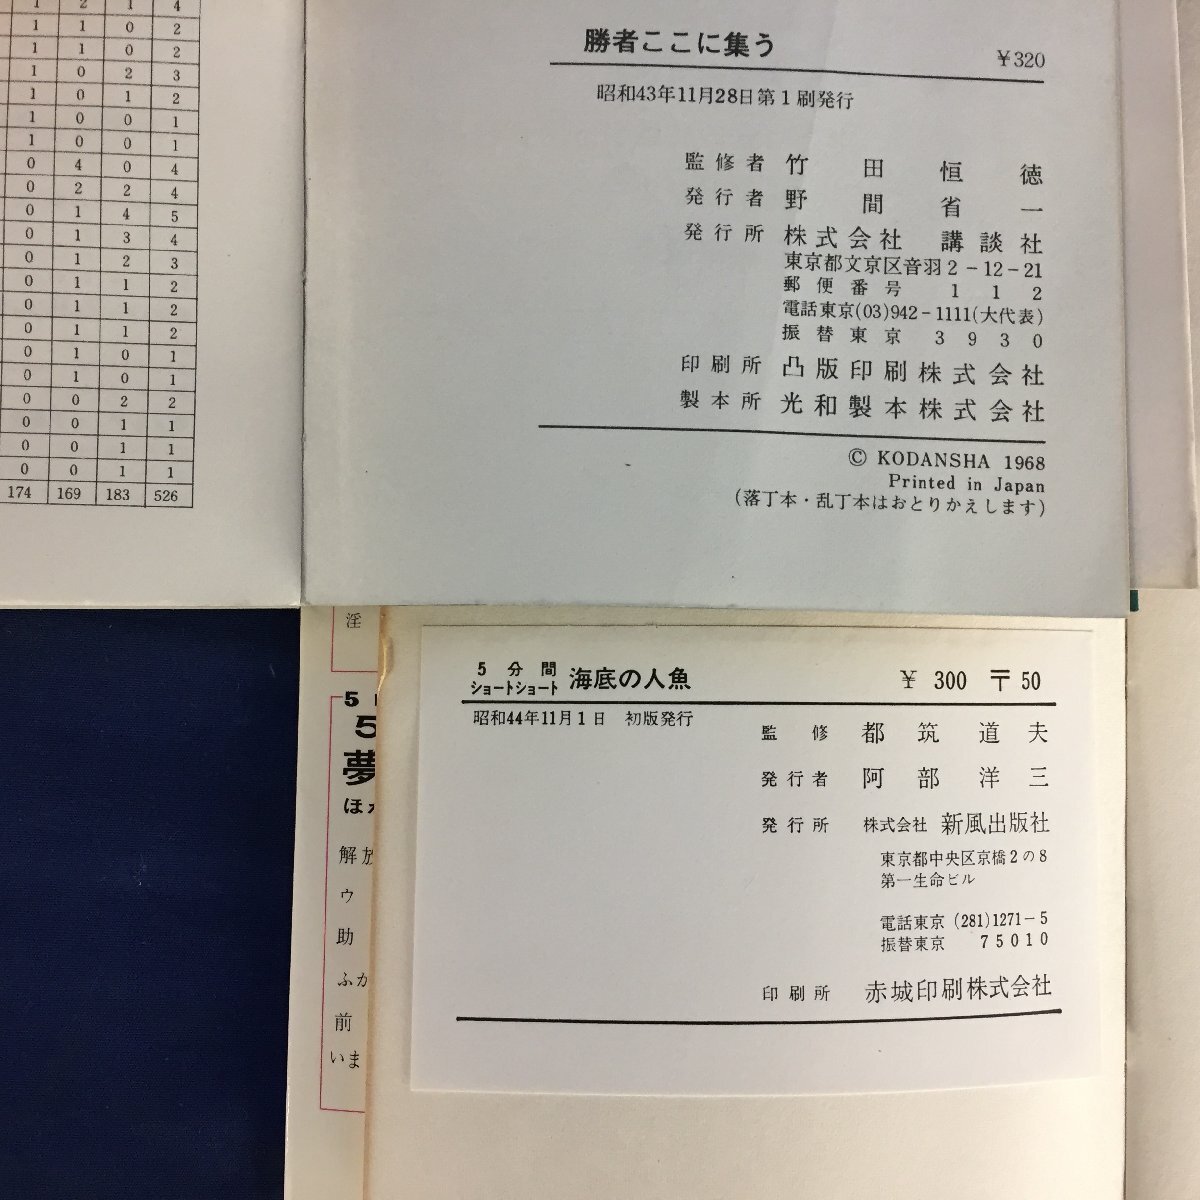 1 2 1 4
1 1 0 2
1 1 0 2
1 0 2 3
1 0 1 2
1 0 0 1
1 0 0 1
0 4 0 4
0 2 2 4
0 1 4 5
0 1 3 4
0 1 2 3
0 1 1 2
0 1 1 2
0 1 1 2
0 1 0 1
0 1 0 1
0 0 2 2
0 0 1 1
0 0 1 1
0 0 1 1
174 169 183 526
勝者ここに集う
¥320
昭和43年11月28日第1刷発行
監修者 竹田恒徳
発行者 野間省一
発行所 株式会社 講談社
東京都文京区音羽2-12-21
郵便番号 112
電話東京(03)942-1111(大代表)
振替東京 3930
印刷所 凸版印刷株式会社
製本所 光和製本株式会社
© KODANSHA 1968
Printed in Japan
(落丁本・乱丁本はおとりかえします)
淫
5
5
夢
ほか
解放
ウ
助
ふか
前
いま
5分間
ショートショート 海底の人魚
¥ 300 〒50
昭和44年11月1日 初版発行
監修 都筑道夫
発行者 阿部洋三
発行所 株式会社 新風出版社
東京都中央区京橋2の8
第一生命ビル
電話東京 (281)1271-5
振替東京 75010
印刷所 赤城印刷株式会社